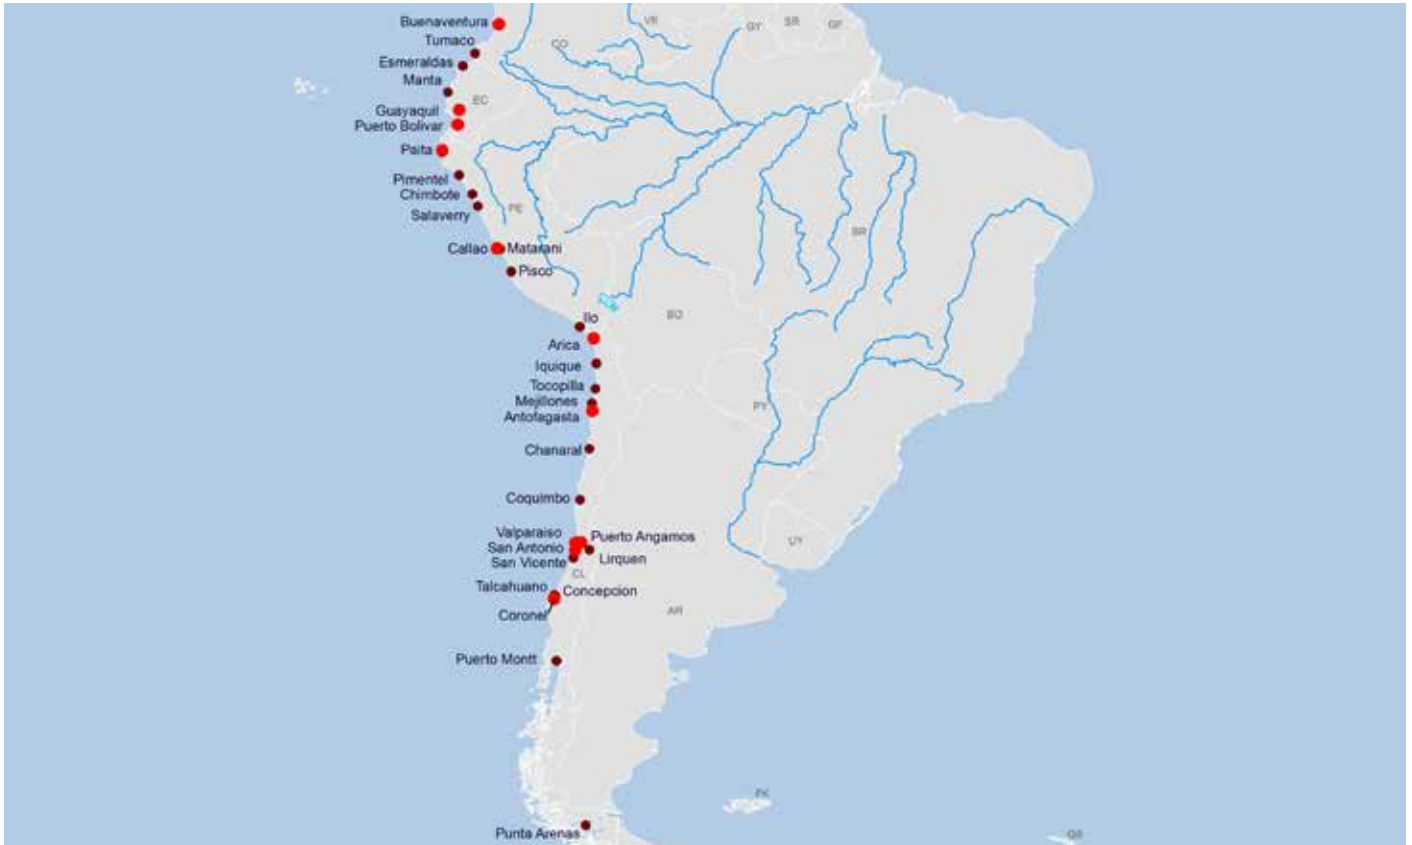 Buenaventura
VE
GY
SR
GF
Tumaco
CO
Esmeraldas
Manta
EC
Guayaquil
Puerto Bolivar
Paita
Pimentel
Chimbote
PE
Salaverry
BR
Callao
Matarani
Pisco
Ilo
BO
Arica
Iquique
Tocopilla
Mejillones
PY
Antofagasta
Chanaral
Coquimbo
Valparaiso
Puerto Angamos
UY
San Antonio
San Vicente
Lirquen
CL
Talcahuano
Concepcion
AR
Coronel
Puerto Montt
FK
Punta Arenas
GS